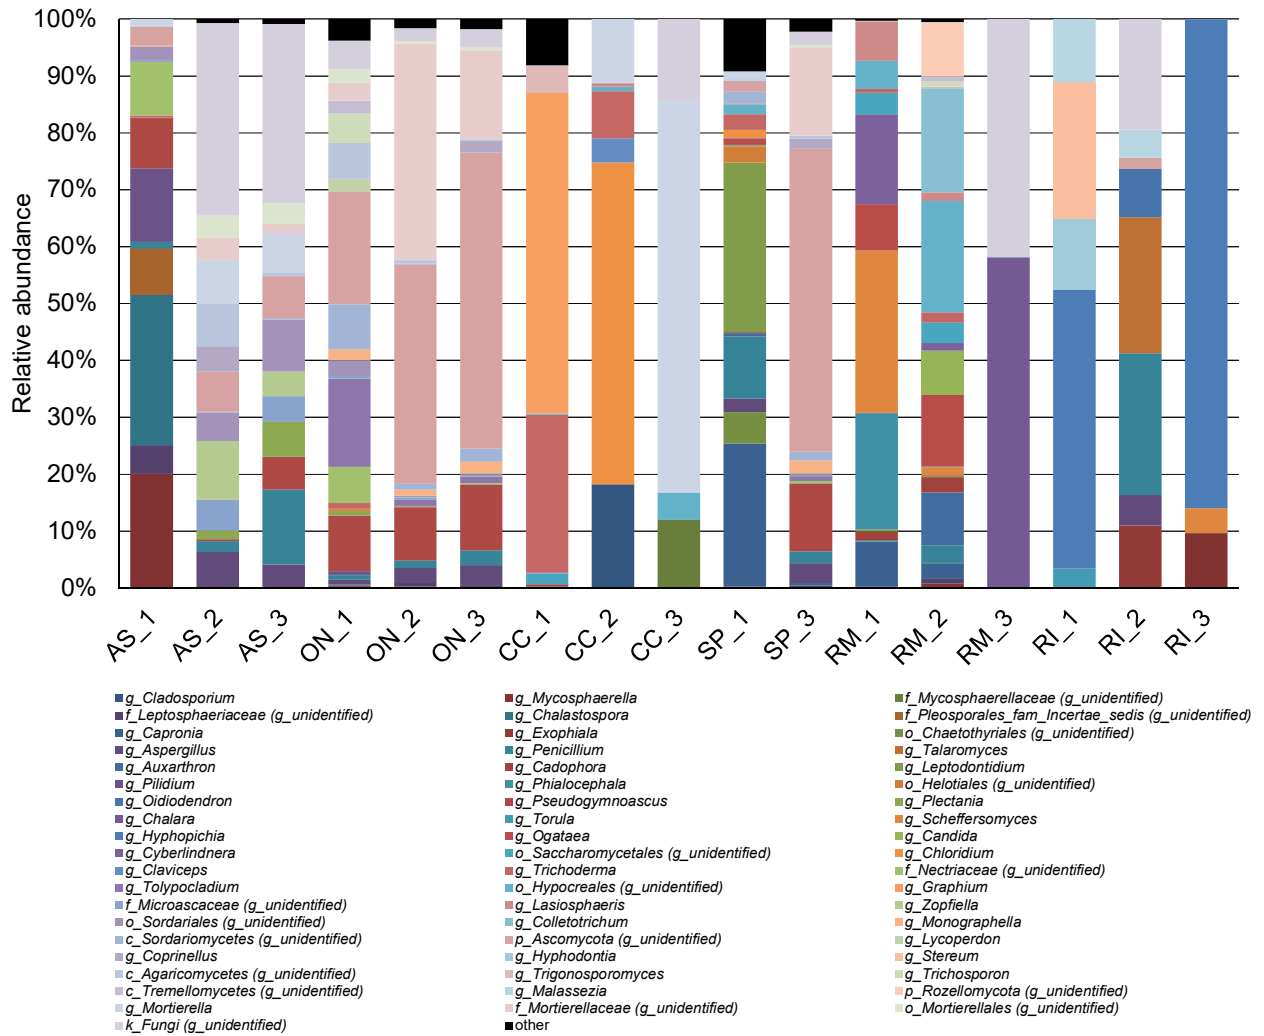 100%
90%
80%
70%
60%
50%
40%
30%
20%
10%
0%
Relative abundance
AS_1 AS_2 AS_3 ON_1 ON_2 ON_3 CC_1 CC_2 CC_3 SP_1 SP_3 RM_1 RM_2 RM_3 RI_1 RI_2 RI_3
g_Cladosporium g_Mycosphaerella f_Mycosphaerellaceae (g_unidentified)
f_Leptosphaeriaceae (g_unidentified) g_Chalastospora f_Pleosporales_fam_Incertae_sedis (g_unidentified)
g_Capronia g_Exophiala o_Chaetothyriales (g_unidentified)
g_Aspergillus g_Penicillium g_Talaromyces
g_Auxarthron g_Cadophora g_Leptodontidium
g_Pilidium g_Phialocephala o_Helotiales (g_unidentified)
g_Oidiodendron g_Pseudogymnoascus g_Plectania
g_Chalara g_Torula g_Scheffersomyces
g_Hyphopichia g_Ogataea g_Candida
g_Cyberlindnera o_Saccharomycetales (g_unidentified) g_Chloridium
g_Claviceps g_Trichoderma f_Nectriaceae (g_unidentified)
g_Tolypocladium o_Hypocreales (g_unidentified) g_Graphium
f_Microascaceae (g_unidentified) g_Lasiosphaeris g_Zopfiella
o_Sordariales (g_unidentified) g_Colletotrichum g_Monographella
c_Sordariomycetes (g_unidentified) p_Ascomycota (g_unidentified) g_Lycoperdon
g_Coprinellus g_Hyphodontia g_Stereum
c_Agaricomycetes (g_unidentified) g_Trigonosporomyces g_Trichosporon
c_Tremellomycetes (g_unidentified) g_Malassezia p_Rozellomycota (g_unidentified)
g_Mortierella f_Mortierellaceae (g_unidentified) o_Mortierellales (g_unidentified)
k_Fungi (g_unidentified) other